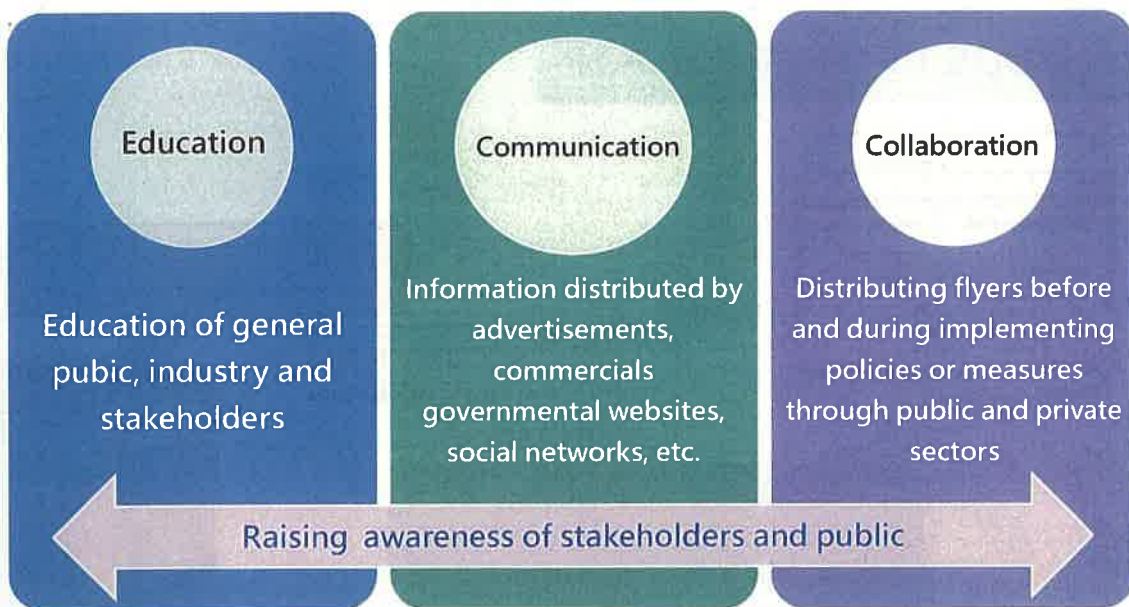 Education
Education of general
pubic, industry and
stakeholders
Communication
Information distributed by
advertisements,
commercials
governmental websites,
social networks, etc.
Collaboration
Distributing flyers before
and during implementing
policies or measures
through public and private
sectors
Raising awareness of stakeholders and public